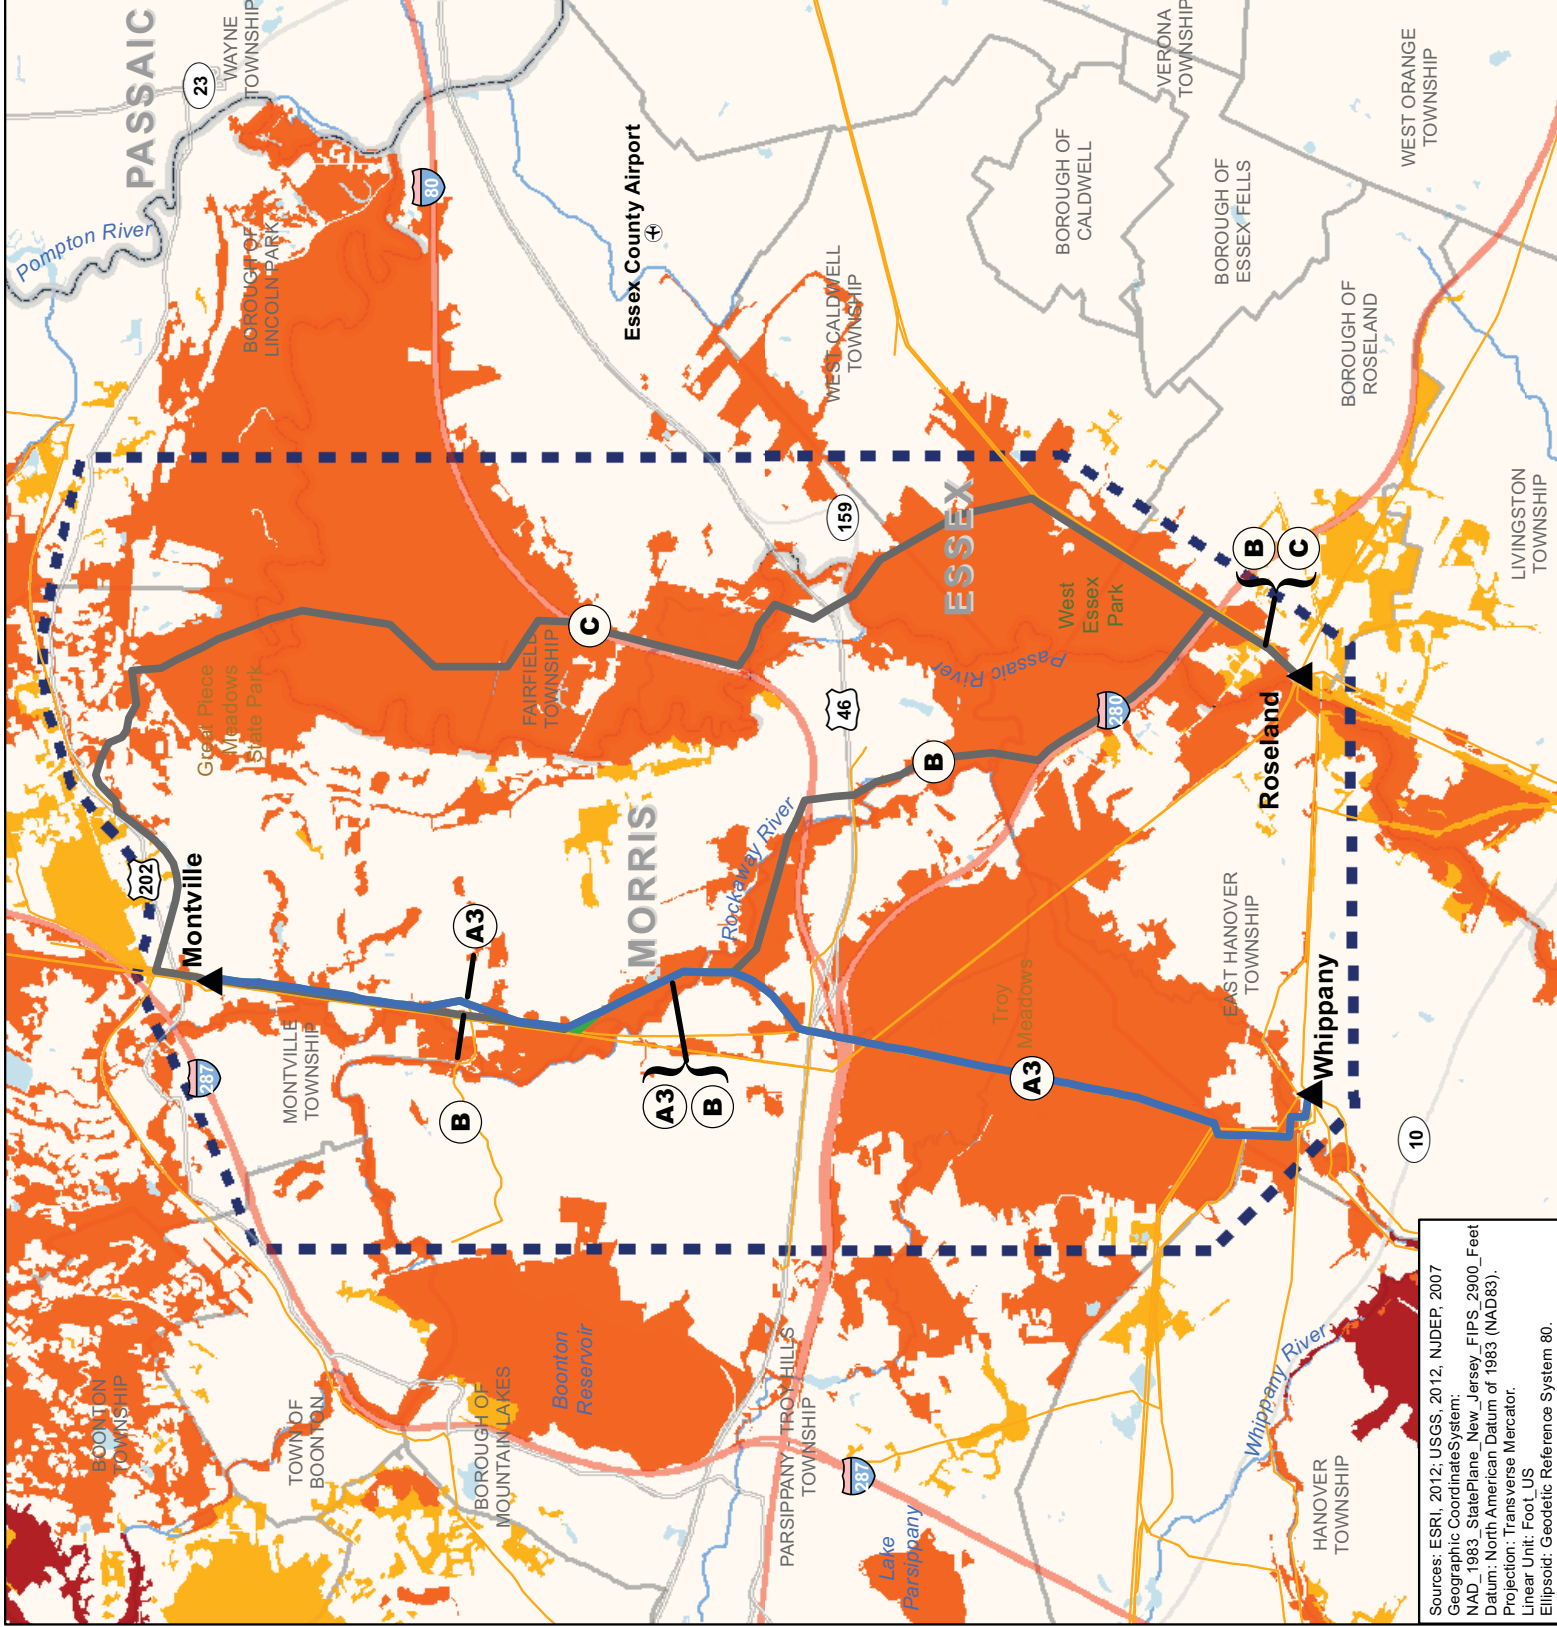 PASSAIC
WAYNE
TOWNSHIP
23
Pompton River
BOROUGH OF
LINCOLN PARK
80
Essex County Airport
WEST CALDWELL
TOWNSHIP
BOROUGH OF
CALDWELL
VERONA
TOWNSHIP
BOROUGH OF
ESSEX FELLS
WEST ORANGE
TOWNSHIP
BOROUGH OF
ROSELAND
LIVINGSTON
TOWNSHIP
159
ESSEX
West
Essex
Park
Passaic River
B
C
Great Piece
Meadows
State Park
FAIRFIELD
TOWNSHIP
C
46
B
280
Roseland
202
Montville
A3
MORRIS
Rockaway River
EAST HANOVER
TOWNSHIP
Whippany
287
MONTVILLE
TOWNSHIP
B
A3
B
Troy
Meadows
A3
10
BOONTON
TOWNSHIP
TOWN OF
BOONTON
BOROUGH OF
MOUNTAIN LAKES
Boonton
Reservoir
PARSIPPANY - TROY HILLS
TOWNSHIP
287
Lake
Parsippany
Whippany River
HANOVER
TOWNSHIP
Sources: ESRI, 2012; USGS, 2012, NJDEP, 2007
Geographic CoordinateSystem:
NAD_1983_StatePlane_New_Jersey_FIPS_2900_Feet
Datum: North American Datum of 1983 (NAD83).
Projection: Transverse Mercator.
Linear Unit: Foot_US
Ellipsoid: Geodetic Reference System 80.